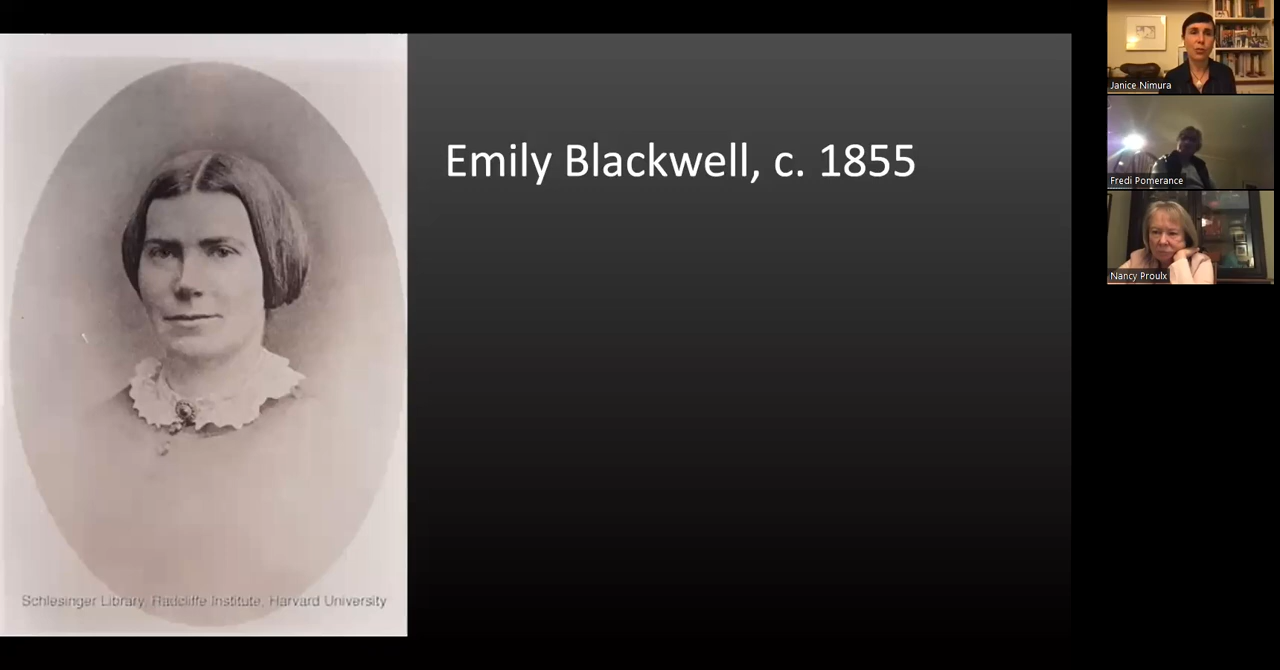 Emily Blackwell, c. 1855
Schlesinger Library, Radcliffe Institute, Harvard University
Janice Nimura
Fredi Pomerance
Nancy Proulx